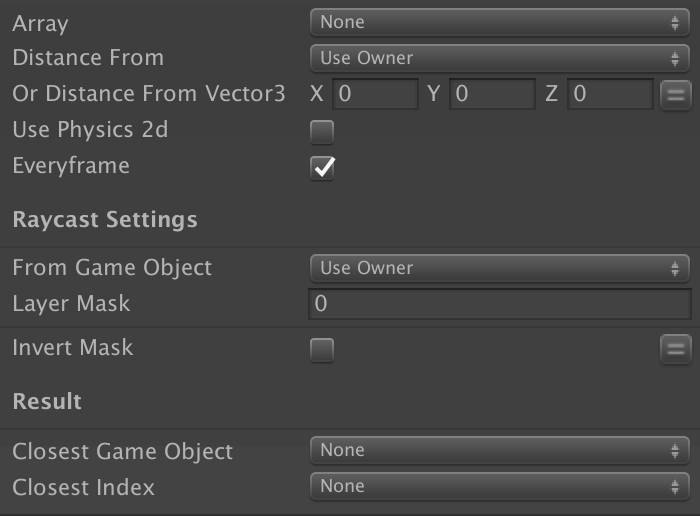 Array None
Distance From Use Owner
Or Distance From Vector3 X 0 Y 0 Z 0
Use Physics 2d
Everyframe
Raycast Settings
From Game Object Use Owner
Layer Mask 0
Invert Mask
Result
Closest Game Object None
Closest Index None